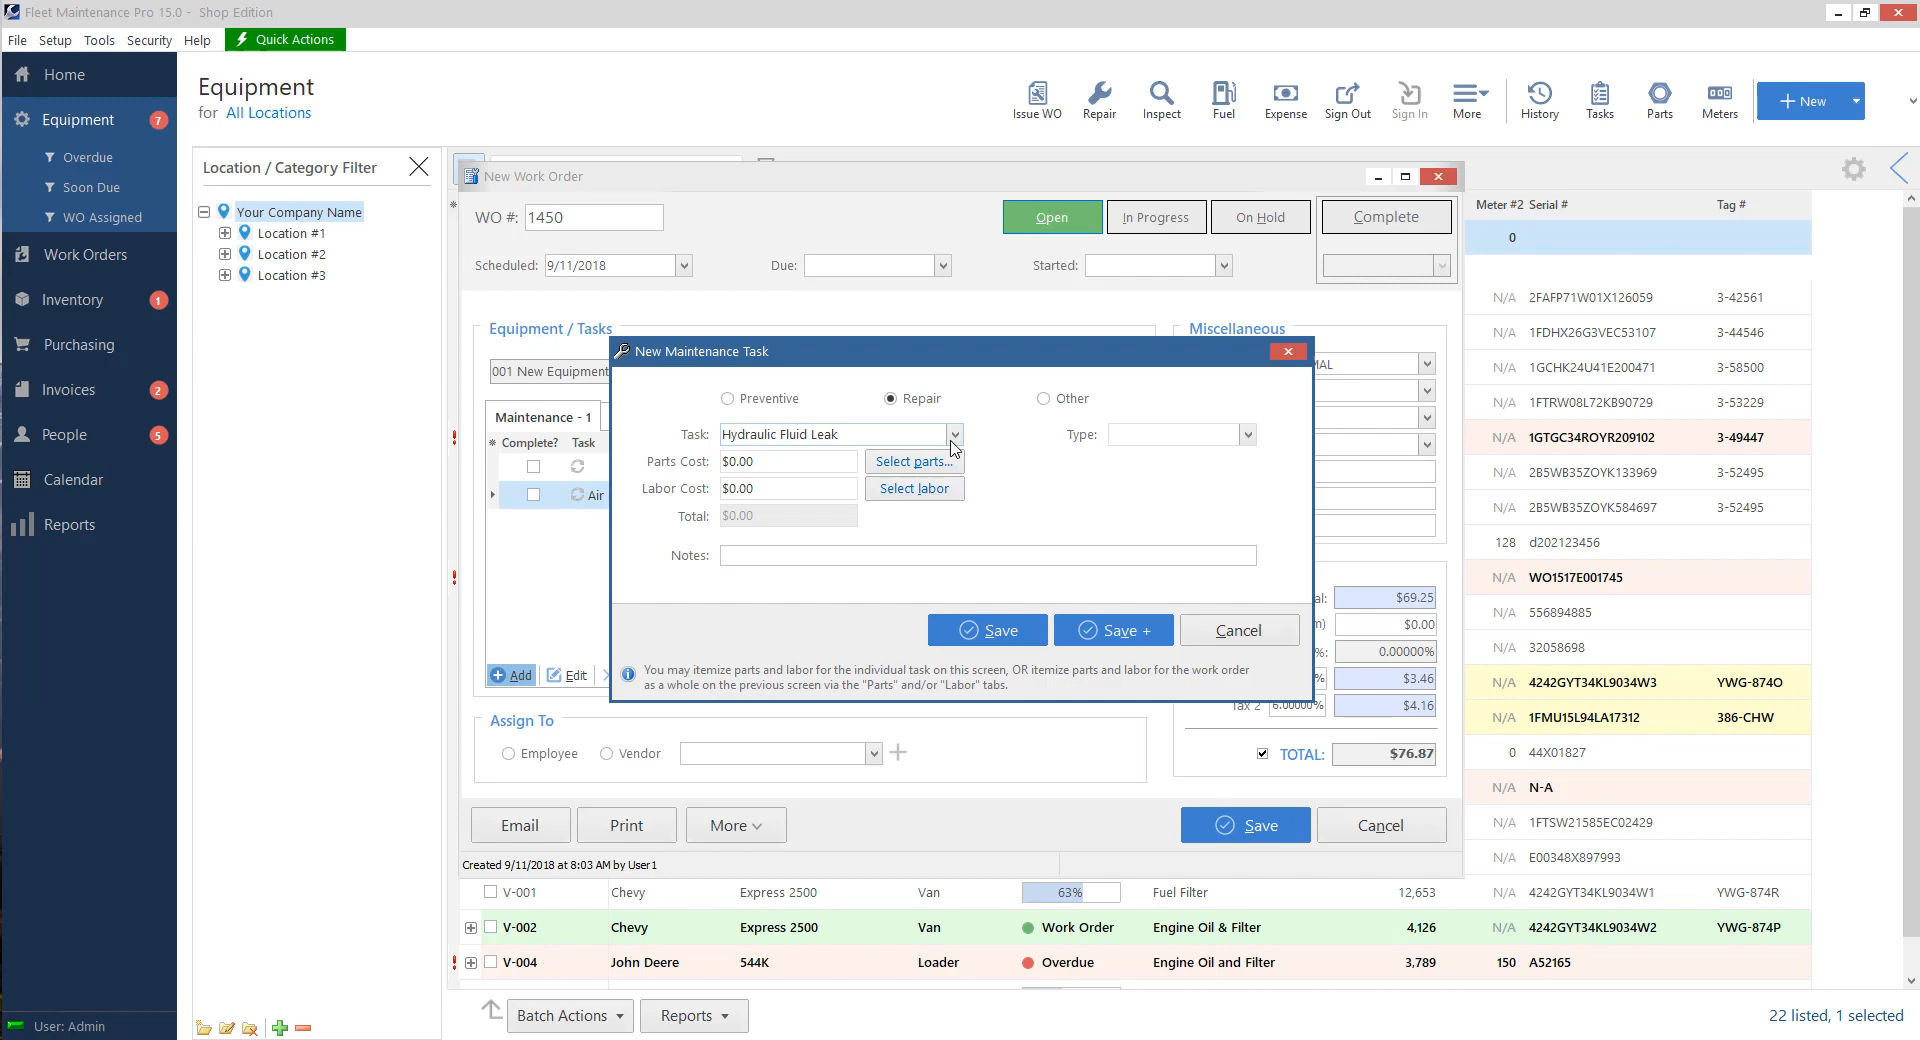 Fleet Maintenance Pro 15.0 - Shop Edition
File Setup Tools Security Help Quick Actions
Home
Equipment 7
Overdue
Soon Due
WO Assigned
Work Orders
Inventory 1
Purchasing
Invoices 2
People 5
Calendar
Reports
User: Admin
Equipment
for All Locations
Issue WO Repair Inspect Fuel Expense Sign Out Sign In More History Tasks Parts Meters + New
Location / Category Filter
Your Company Name
Location #1
Location #2
Location #3
New Work Order
WO #: 1450
Open In Progress On Hold Complete
Scheduled: 9/11/2018 Due: Started:
Equipment / Tasks
Miscellaneous
001 New Equipment
Maintenance - 1
Complete? Task
Air
Add Edit
New Maintenance Task
Preventive Repair Other
Task: Hydraulic Fluid Leak Type:
Parts Cost: $0.00 Select parts...
Labor Cost: $0.00 Select labor
Total: $0.00
Notes:
Save Save + Cancel
You may itemize parts and labor for the individual task on this screen, OR itemize parts and labor for the work order
as a whole on the previous screen via the "Parts" and/or "Labor" tabs.
$69.25
$0.00
%: 0.00000%
% $3.46
Tax 2 6.00000% $4.16
TOTAL: $76.87
Assign To
Employee Vendor
Email Print More Save Cancel
Created 9/11/2018 at 8:03 AM by User1
Meter #2 Serial # Tag #
0
N/A 2FAFP71W01X126059 3-42561
N/A 1FDHX26G3VEC53107 3-44546
N/A 1GCHK24U41E200471 3-58500
N/A 1FTRW08L72KB90729 3-53229
N/A 1GTGC34ROYR209102 3-49447
N/A 2B5WB35ZOYK133969 3-52495
N/A 2B5WB35ZOYK584697 3-52495
128 d202123456
N/A WO1517E001745
N/A 556894885
N/A 32058698
N/A 4242GYT34KL9034W3 YWG-874O
N/A 1FMU15L94LA17312 386-CHW
0 44X01827
N/A N-A
N/A 1FTSW21585EC02429
N/A E00348X897993
V-001 Chevy Express 2500 Van 63% Fuel Filter 12,653 N/A 4242GYT34KL9034W1 YWG-874R
V-002 Chevy Express 2500 Van Work Order Engine Oil & Filter 4,126 N/A 4242GYT34KL9034W2 YWG-874P
V-004 John Deere 544K Loader Overdue Engine Oil and Filter 3,789 150 A52165
Batch Actions Reports
22 listed, 1 selected